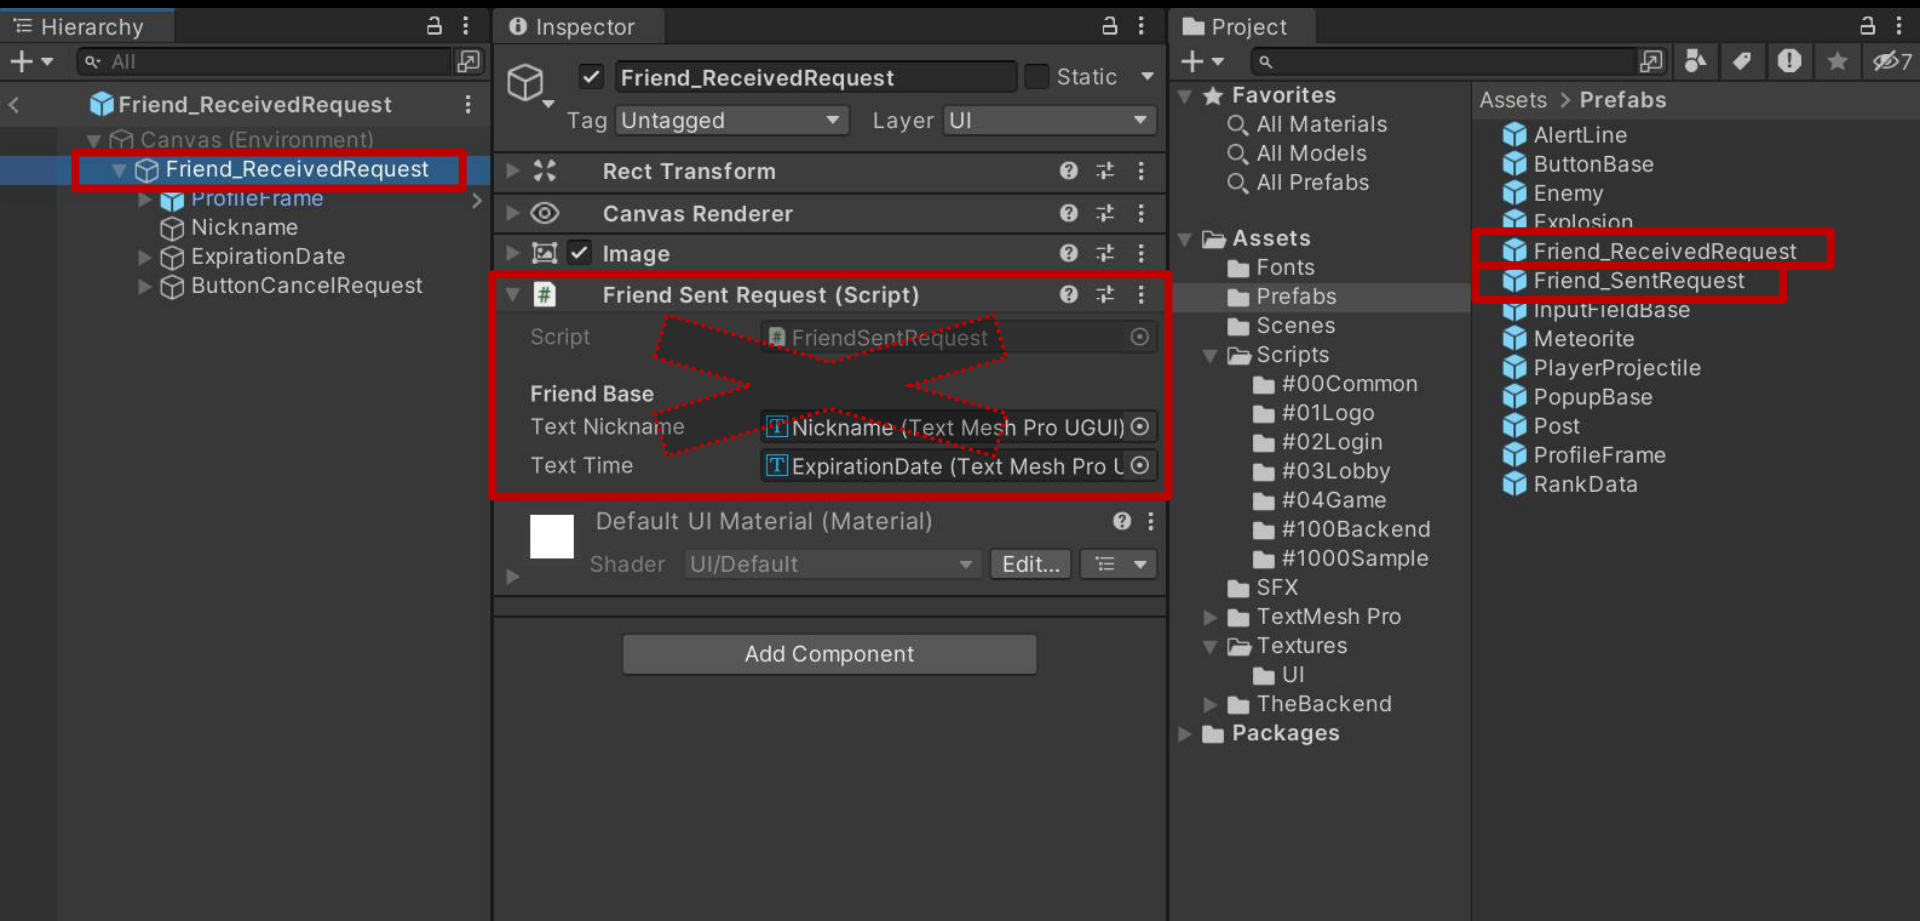 Hierarchy
All
Friend_ReceivedRequest
Canvas (Environment)
Friend_ReceivedRequest
ProfileFrame
Nickname
ExpirationDate
ButtonCancelRequest
Inspector
Friend_ReceivedRequest
Static
Tag Untagged Layer UI
Rect Transform
Canvas Renderer
Image
# Friend Sent Request (Script)
Script # FriendSentRequest
Friend Base
Text Nickname Nickname (Text Mesh Pro UGUI)
Text Time ExpirationDate (Text Mesh Pro U
Default UI Material (Material)
Shader UI/Default Edit...
Add Component
Project
7
Favorites
All Materials
All Models
All Prefabs
Assets
Fonts
Prefabs
Scenes
Scripts
#00Common
#01Logo
#02Login
#03Lobby
#04Game
#100Backend
#1000Sample
SFX
TextMesh Pro
Textures
UI
TheBackend
Packages
Assets > Prefabs
AlertLine
ButtonBase
Enemy
Explosion
Friend_ReceivedRequest
Friend_SentRequest
InputFieldBase
Meteorite
PlayerProjectile
PopupBase
Post
ProfileFrame
RankData